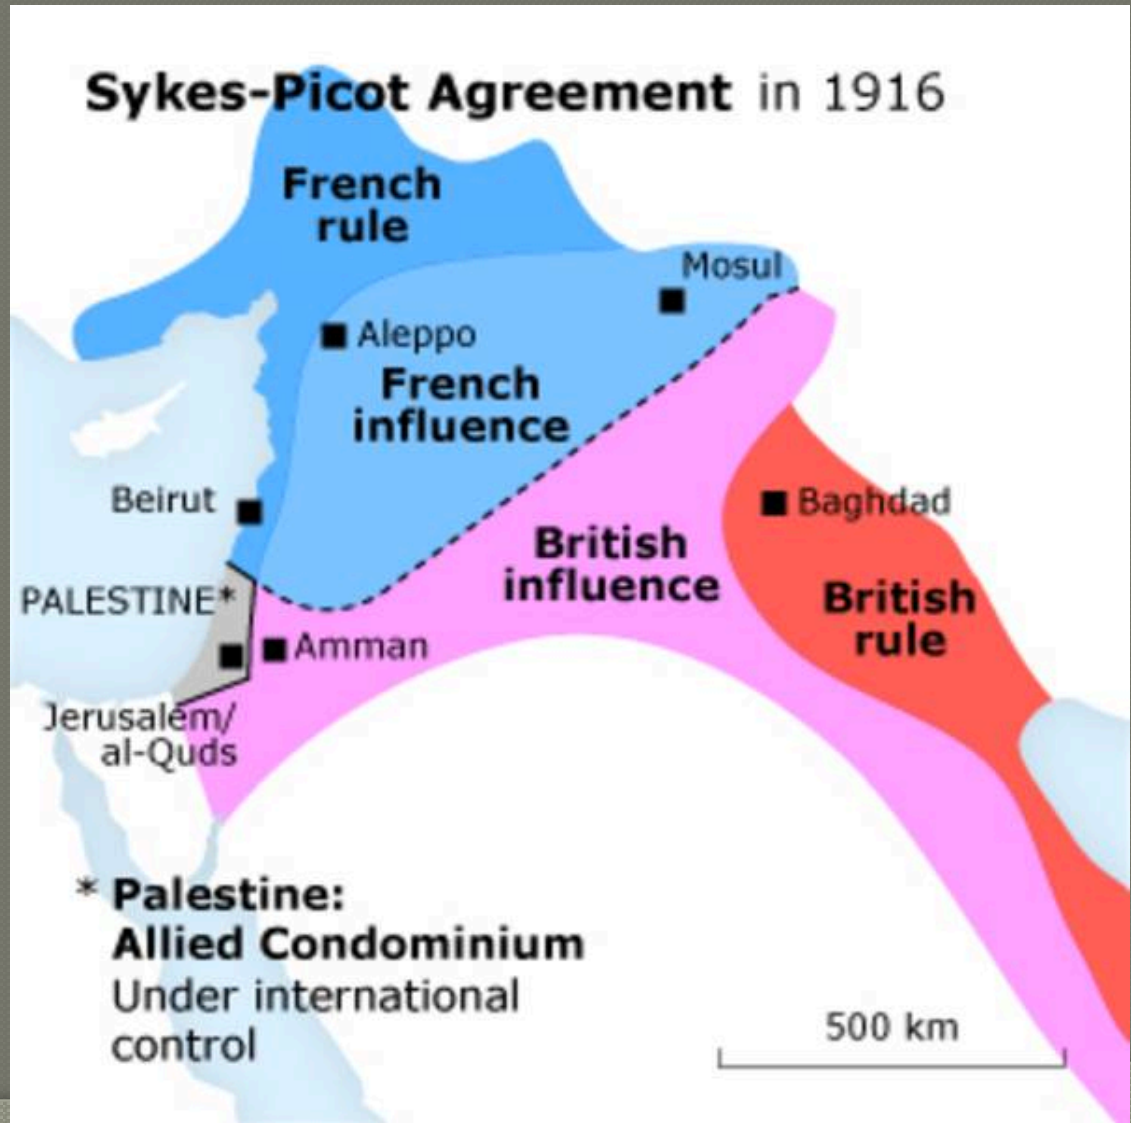 Sykes-Picot Agreement in 1916
French
rule
Mosul
Aleppo
French
influence
Beirut
Baghdad
British
influence
PALESTINE*
British
rule
Amman
Jerusalem/
al-Quds
* Palestine:
Allied Condominium
Under international
control
500 km